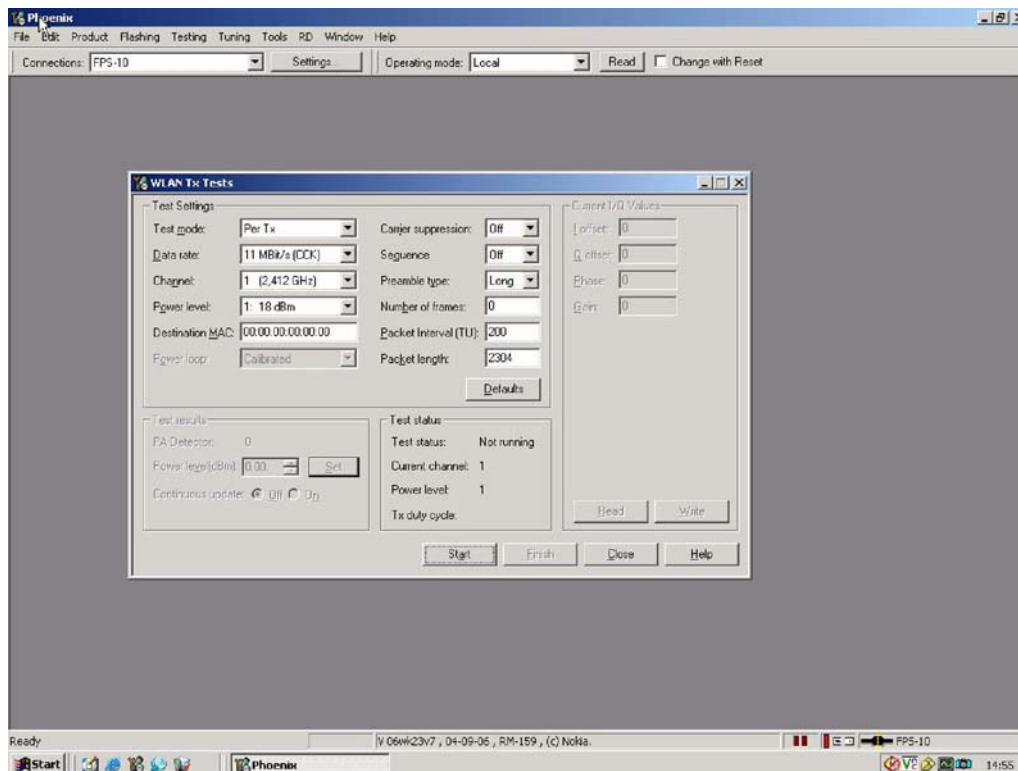 Phoenix
File Edit Product Flashing Testing Tuning Tools RD Window Help
Connections: FPS-10 Settings... Operating mode: Local Read Change with Reset
WLAN Tx Tests
Test Settings
Test mode: Per Tx
Data rate: 11 MBit/s (CCK)
Channel: 1 (2,412 GHz)
Power level: 1: 18 dBm
Destination MAC: 00:00:00:00:00:00
Power loop: Calibrated
Carrier suppression: Off
Sequence Off
Preamble type: Long
Number of frames: 0
Packet Interval (TU): 200
Packet length: 2304
Defaults
Current I/Q Values
I offset: 0
Q offset: 0
Phase: 0
Gain: 0
Read Write
Test results
PA Detector: 0
Power level(dBm): 0.00 Set
Continuous update: Off On
Test status
Test status: Not running
Current channel: 1
Power level: 1
Tx duty cycle:
Start Finish Close Help
Ready V 06wk23v7 , 04-09-06 , RM-159 , (c) Nokia. FPS-10
Start Phoenix V2 14:55